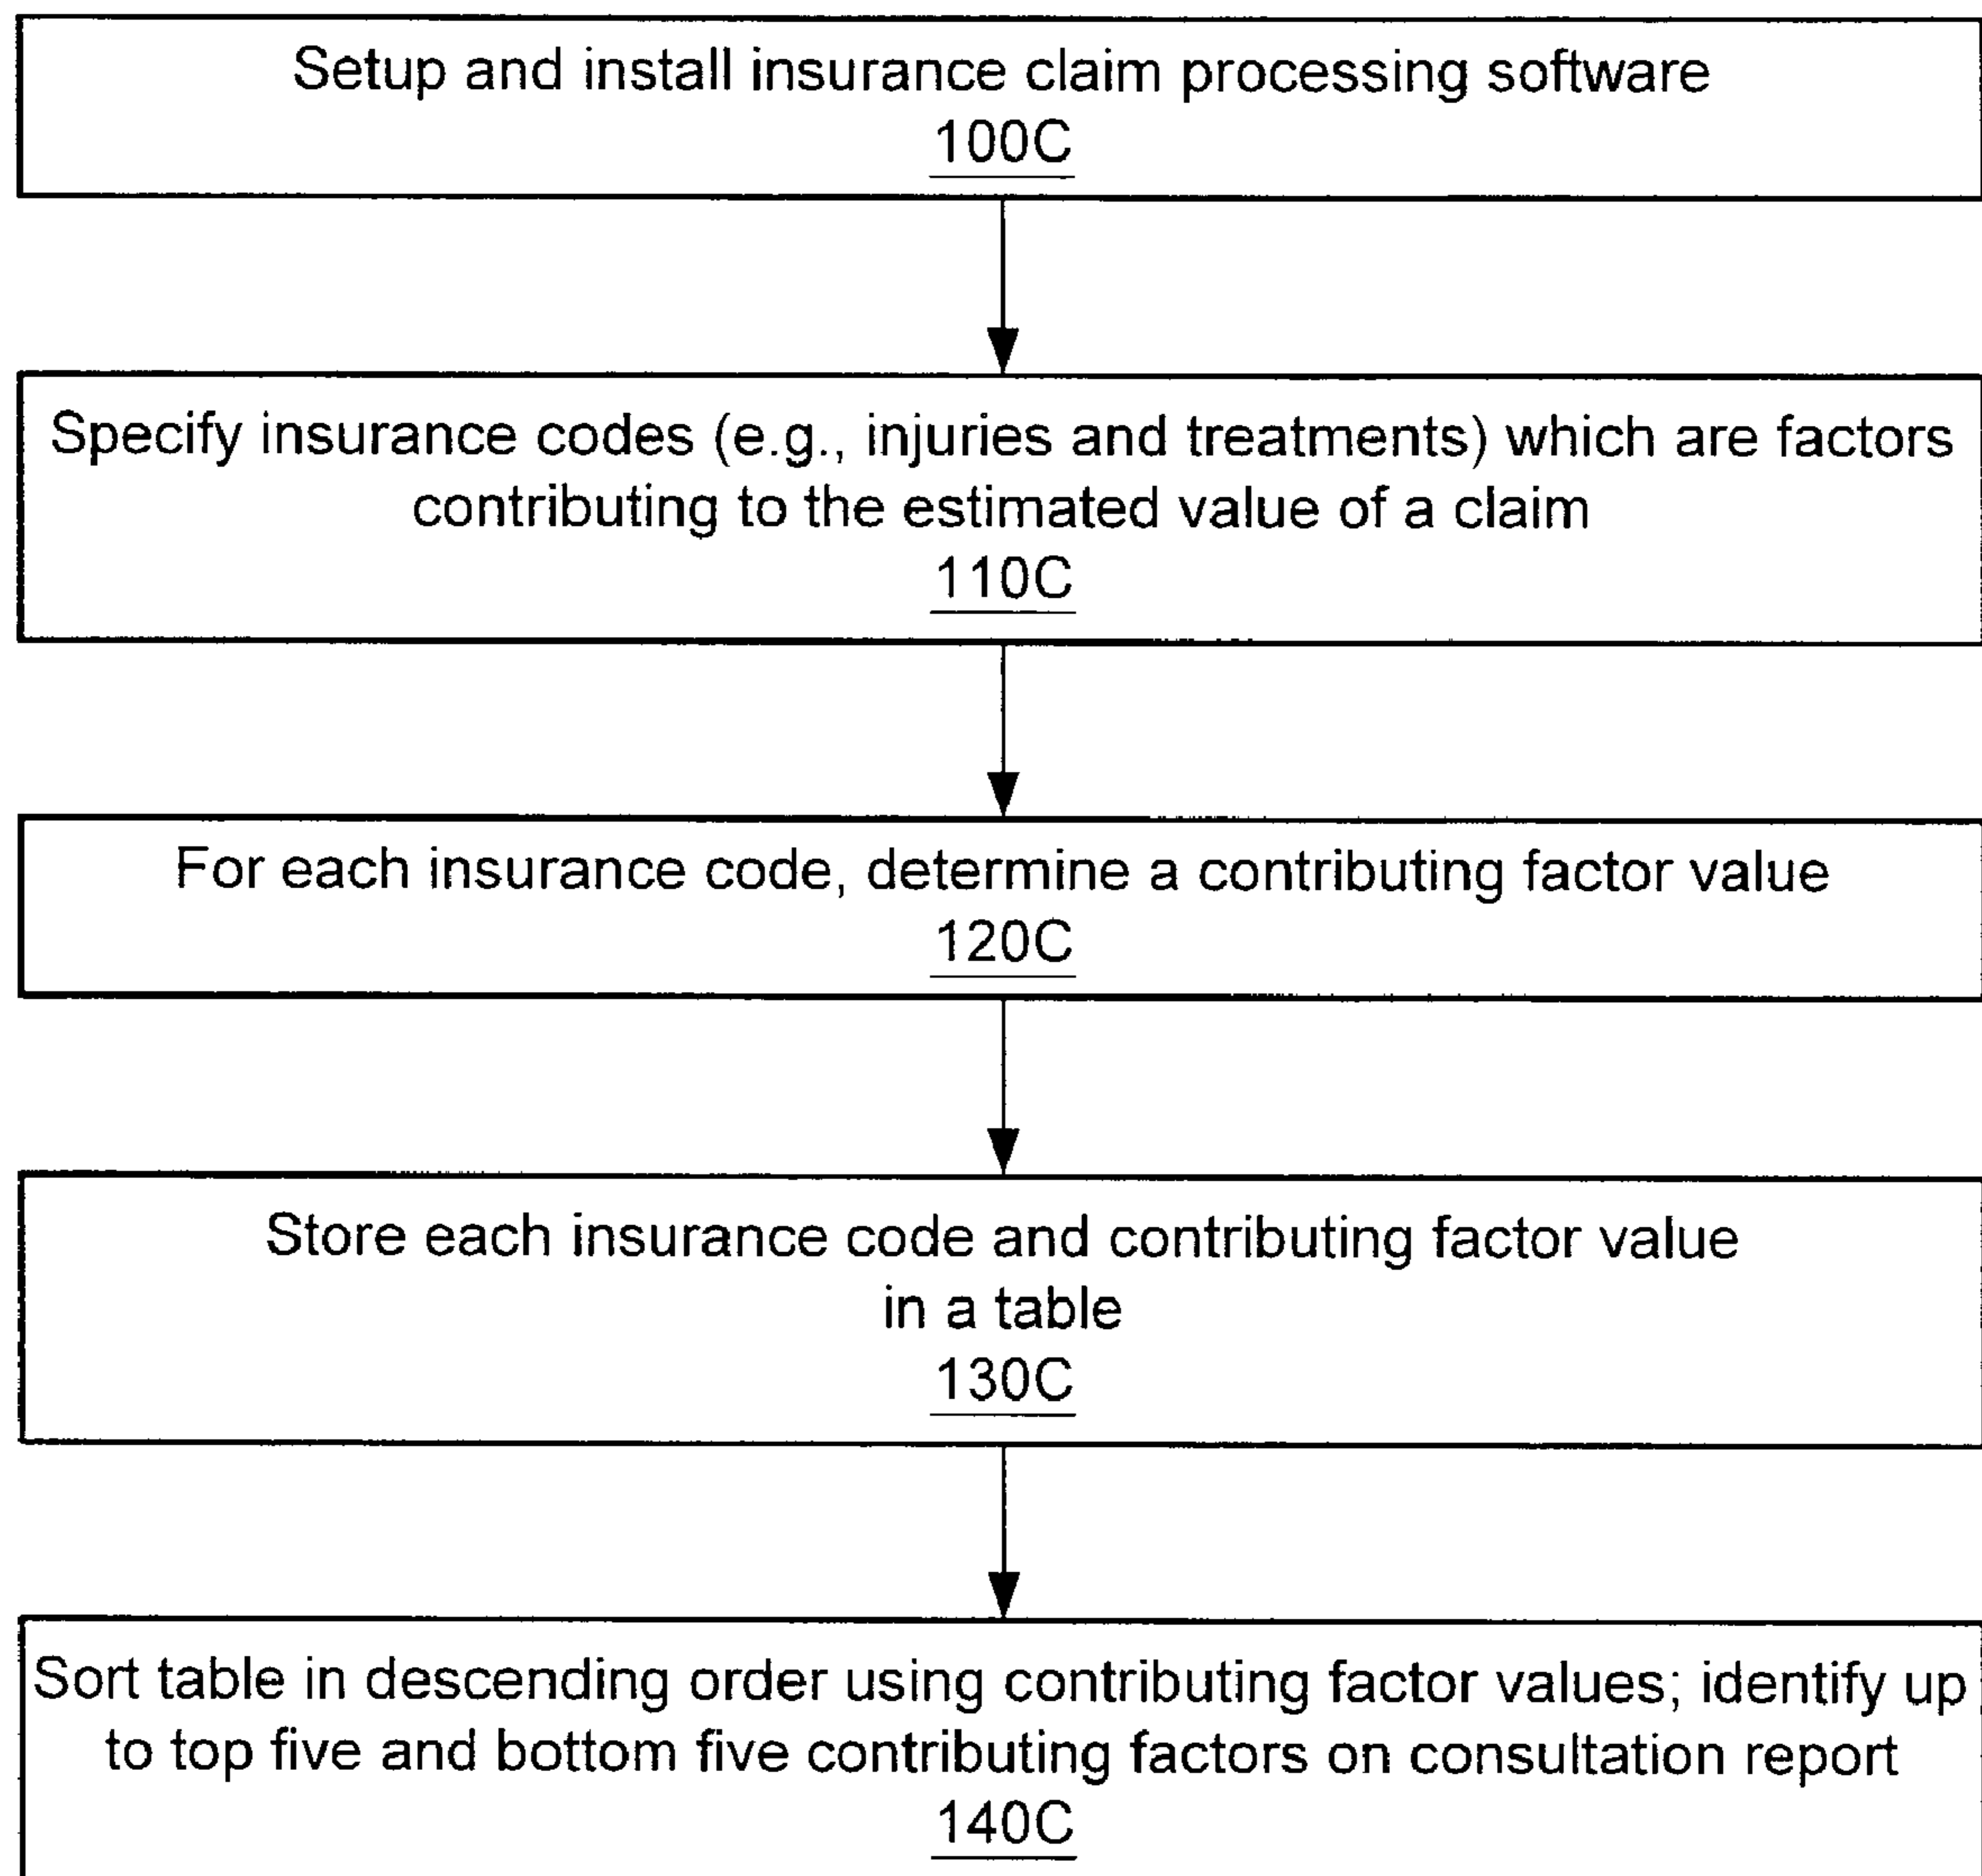 Setup and install insurance claim processing software
100C
Specify insurance codes (e.g., injuries and treatments) which are factors
contributing to the estimated value of a claim
110C
For each insurance code, determine a contributing factor value
120C
Store each insurance code and contributing factor value
in a table
130C
Sort table in descending order using contributing factor values; identify up
to top five and bottom five contributing factors on consultation report
140C